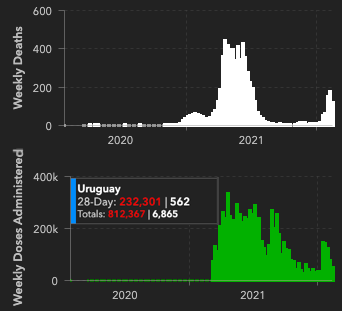 Weekly Deaths
600
400
200
0
2020
2021
Weekly Doses Administered
400k
200k
0
Uruguay
28-Day: 232,301 | 562
Totals: 812,367 | 6,865
2020
2021